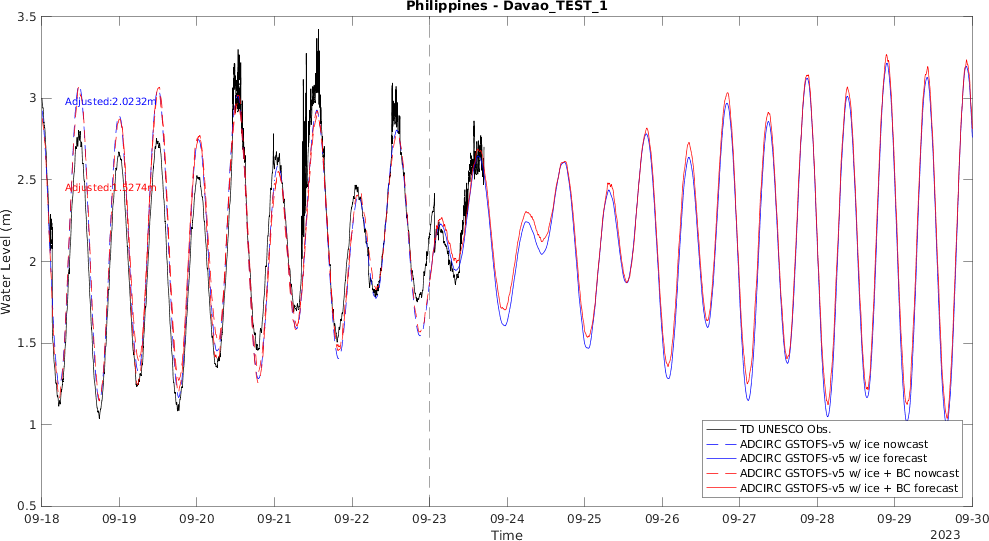 Philippines - Davao_TEST_1
3.5
3
2.5
2
1.5
1
0.5
Water Level (m)
Adjusted:2.0232m
Adjusted:1.5274m
TD UNESCO Obs.
ADCIRC GSTOFS-v5 w/ ice nowcast
ADCIRC GSTOFS-v5 w/ ice forecast
ADCIRC GSTOFS-v5 w/ ice + BC nowcast
ADCIRC GSTOFS-v5 w/ ice + BC forecast
09-18 09-19 09-20 09-21 09-22 09-23 09-24 09-25 09-26 09-27 09-28 09-29 09-30
Time
2023